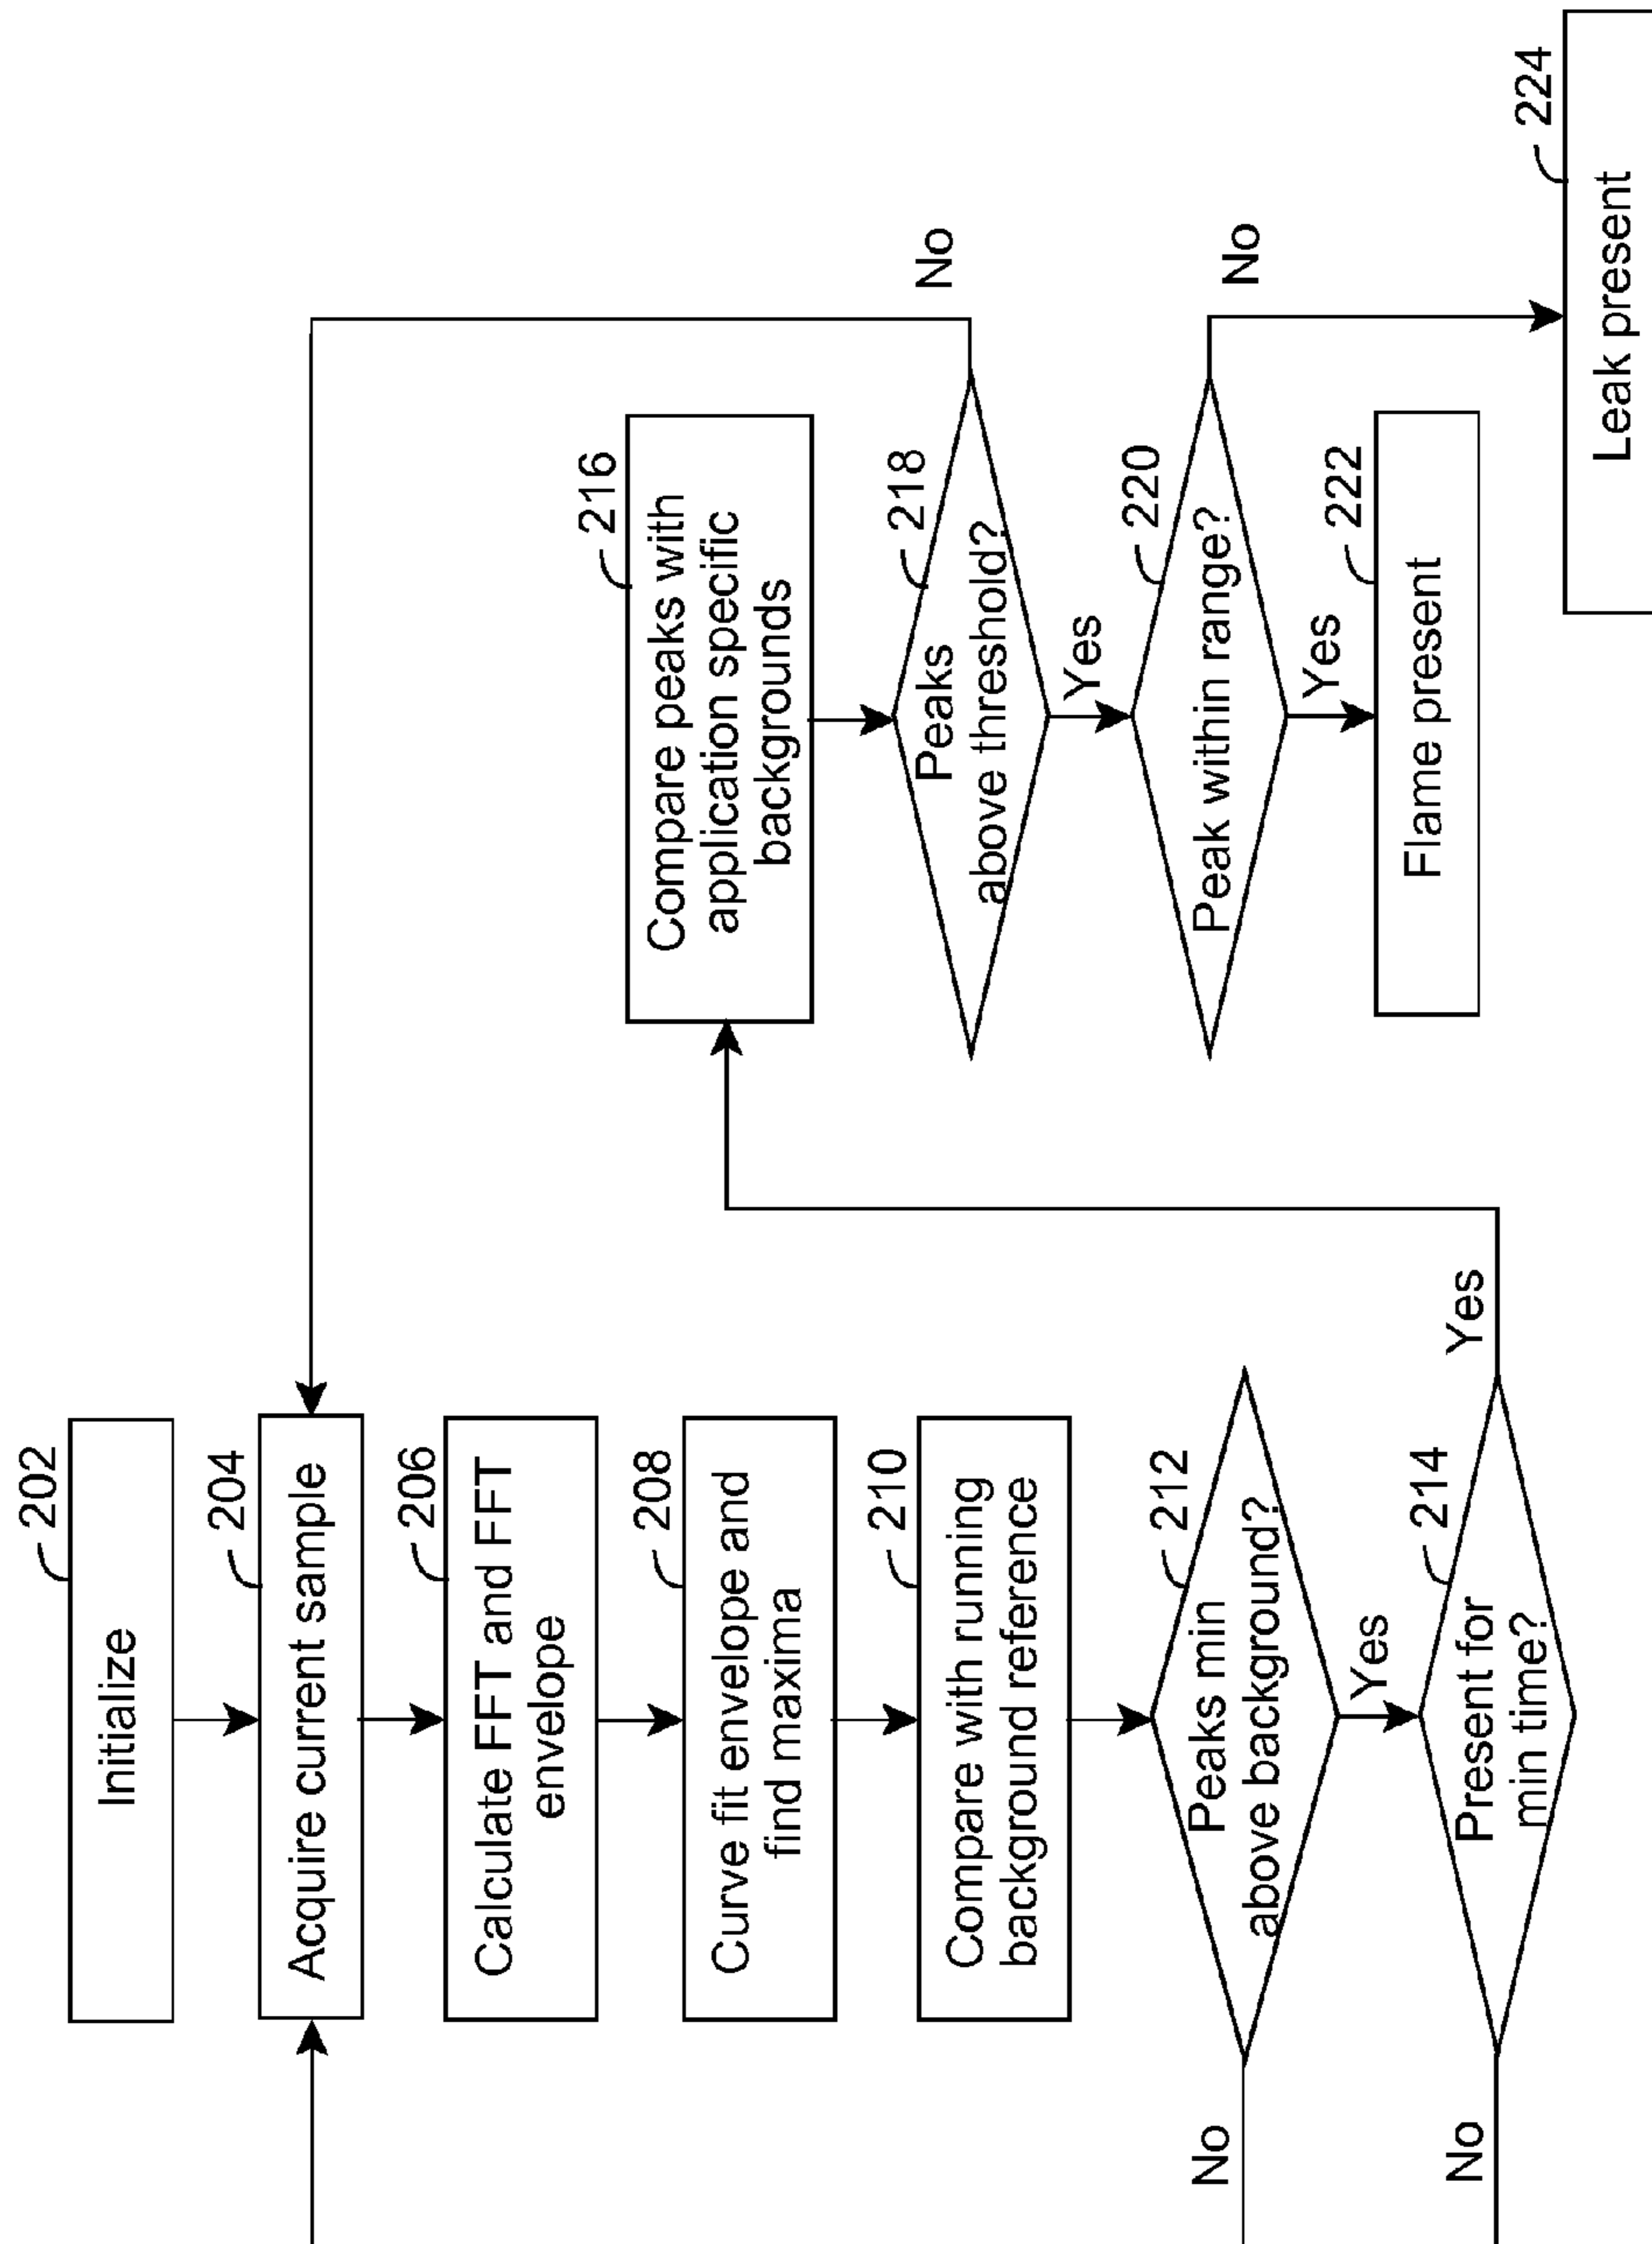 202
Initialize
204
Acquire current sample
206
Calculate FFT and FFT
envelope
208
Curve fit envelope and
find maxima
210
Compare with running
background reference
212
Peaks min
above background?
No
Yes
214
Present for
min time?
No
Yes
216
Compare peaks with
application specific
backgrounds
218
Peaks
above threshold?
No
Yes
220
Peak within range?
No
Yes
222
Flame present
224
Leak present